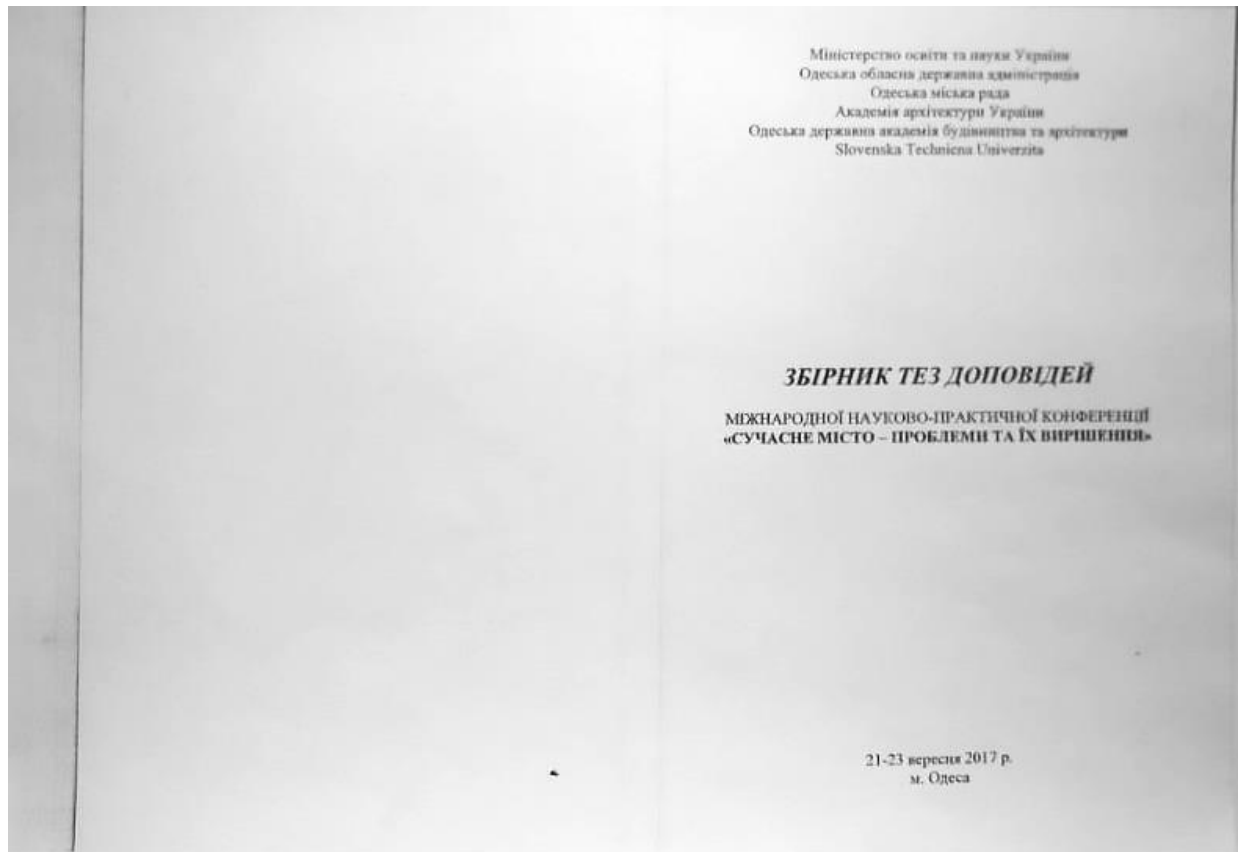 Міністерство освіти та науки України
Одеська обласна державна адміністрація
Одеська міська рада
Академія архітектури України
Одеська державна академія будівництва та архітектури
Slovenska Technicna Univerzita
ЗБІРНИК ТЕЗ ДОПОВІДЕЙ
МІЖНАРОДНОЇ НАУКОВО-ПРАКТИЧНОЇ КОНФЕРЕНЦІЇ
«СУЧАСНЕ МІСТО – ПРОБЛЕМИ ТА ЇХ ВИРІШЕННЯ»
21-23 вересня 2017 р.
м. Одеса